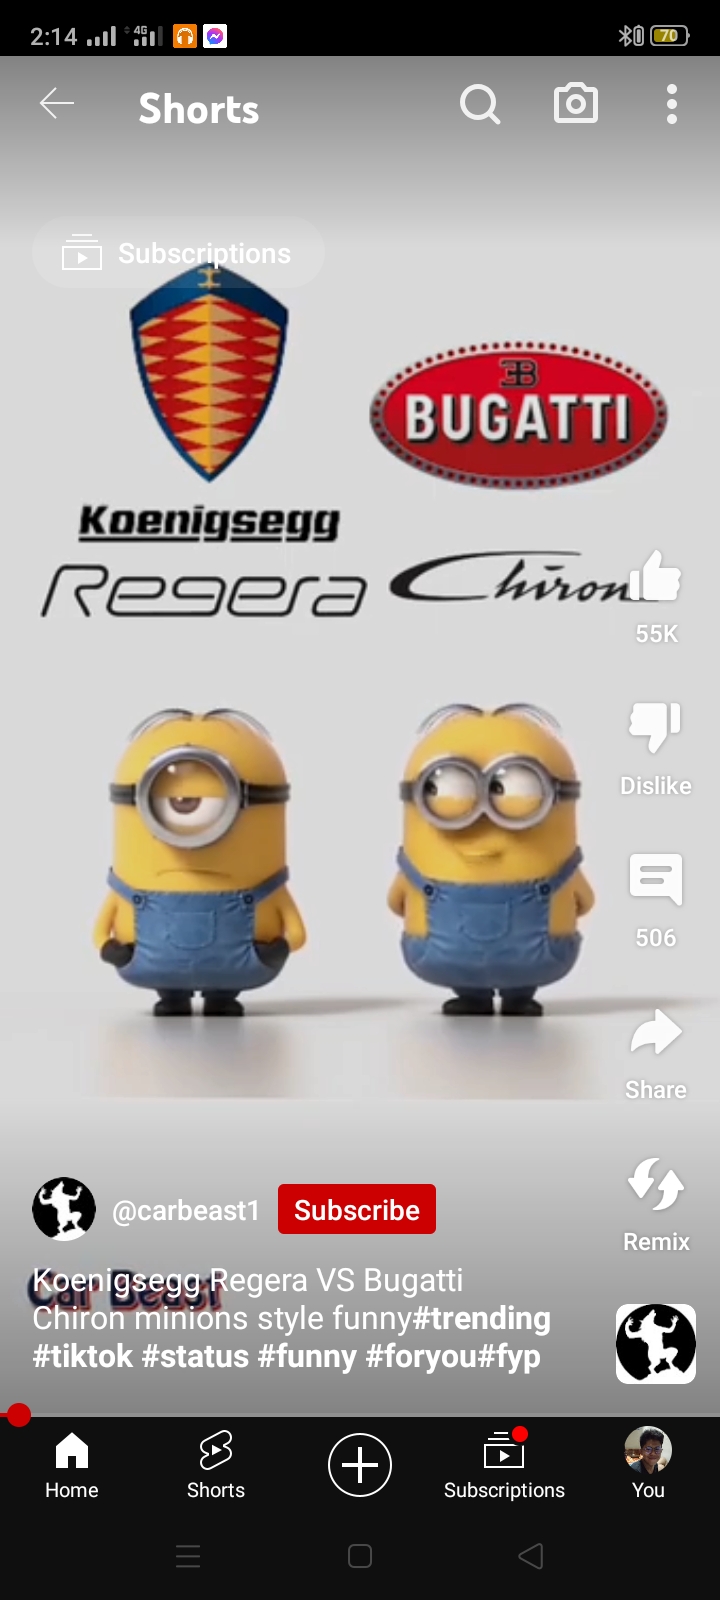 2:14
4G
70
Shorts
Subscriptions
BUGATTI
Koenigsegg
Regera
Chiron
55K
Dislike
506
Share
Remix
@carbeast1
Subscribe
Car Beast
Koenigsegg Regera VS Bugatti
Chiron minions style funny#trending
#tiktok #status #funny #foryou#fyp
Home
Shorts
Subscriptions
You